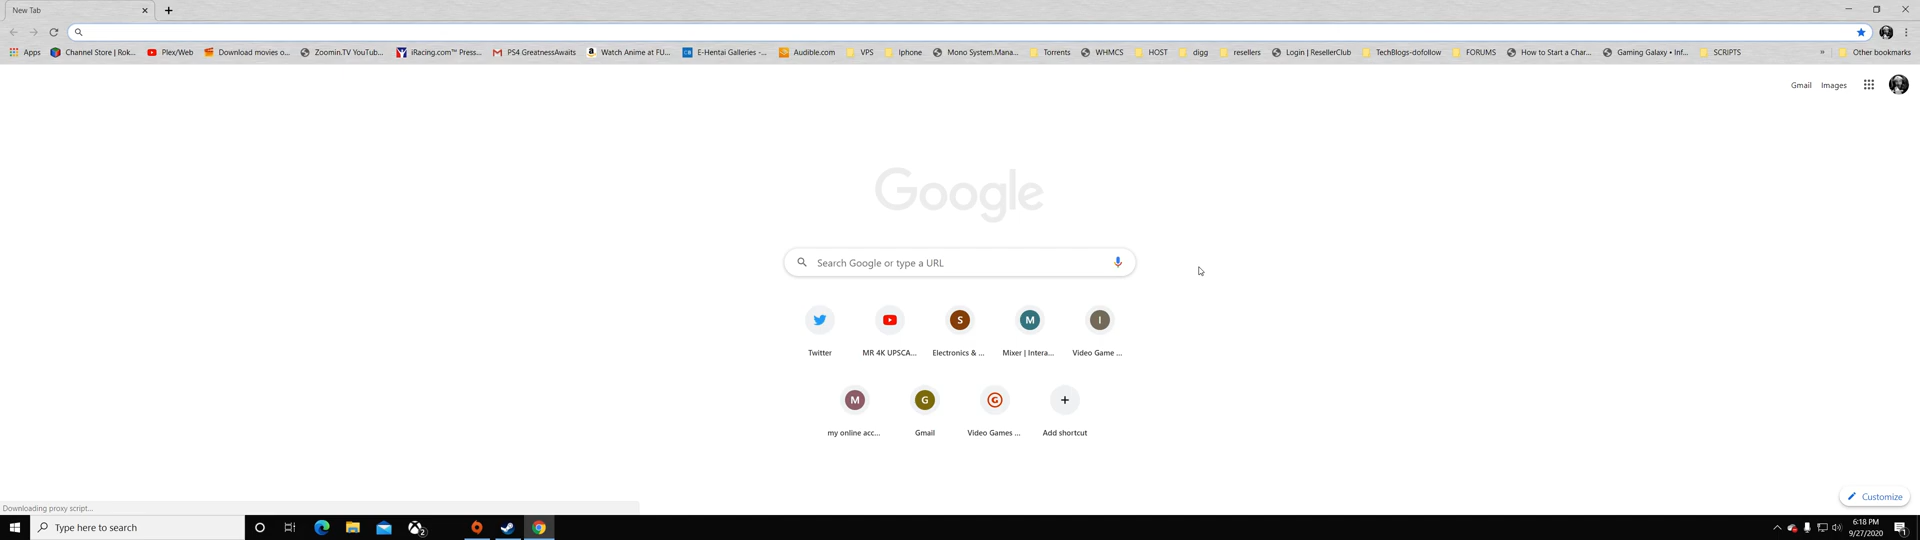 New Tab
Apps Channel Store | Rok... Plex/Web Download movies o... Zoomin.TV YouTub... iRacing.com™ Press... PS4 GreatnessAwaits Watch Anime at FU... E-Hentai Galleries -... Audible.com VPS Iphone Mono System.Mana... Torrents WHMCS HOST digg resellers Login | ResellerClub TechBlogs-dofollow FORUMS How to Start a Char... Gaming Galaxy • Inf... SCRIPTS » Other bookmarks
Gmail Images
Google
Search Google or type a URL
S M I
Twitter MR 4K UPSCA... Electronics & ... Mixer | Intera... Video Game ...
M G G
my online acc... Gmail Video Games ... Add shortcut
Customize
Downloading proxy script...
Type here to search
2
6:18 PM
9/27/2020
1